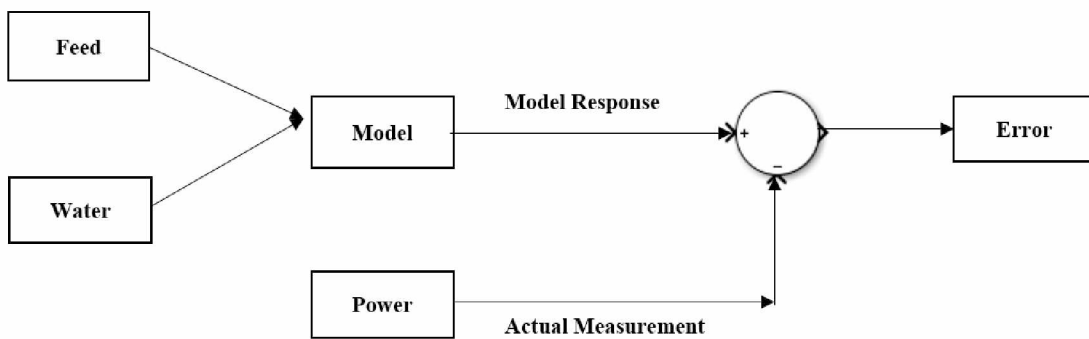 Feed
Model Response
Model
+
Error
−
Water
Power
Actual Measurement